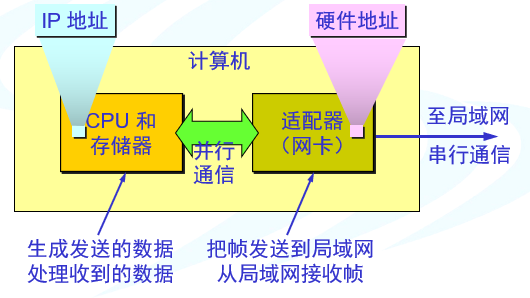 IP 地址
硬件地址
计算机
CPU 和
存储器
并行
通信
适配器
（网卡）
至局域网
串行通信
生成发送的数据
处理收到的数据
把帧发送到局域网
从局域网接收帧